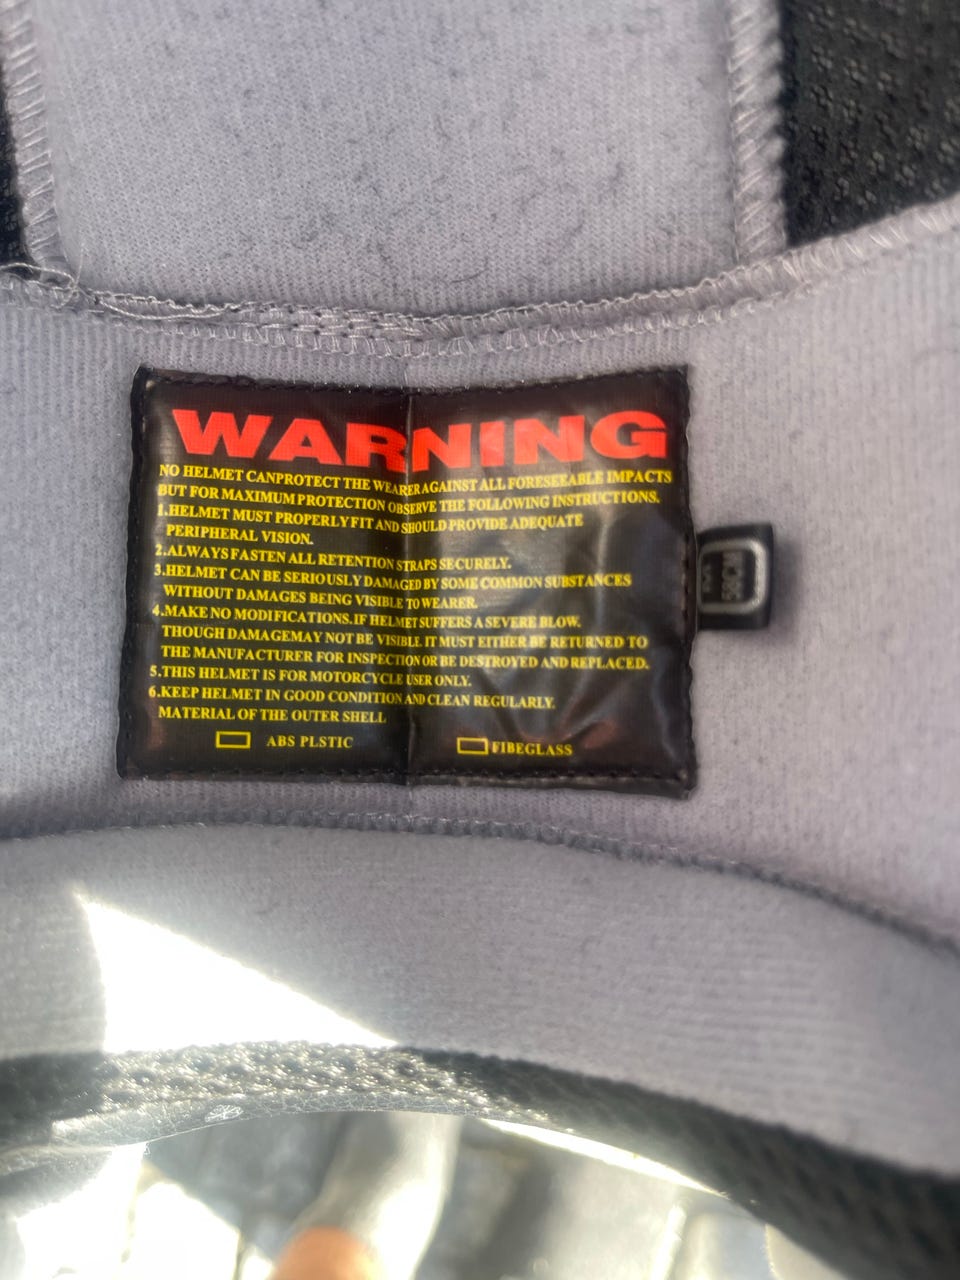 WARNING
NO HELMET CANPROTECT THE WEARER AGAINST ALL FORESEEABLE IMPACTS
BUT FOR MAXIMUM PROTECTION OBSERVE THE FOLLOWING INSTRUCTIONS.
1.HELMET MUST PROPERLY FIT AND SHOULD PROVIDE ADEQUATE
PERIPHERAL VISION.
2.ALWAYS FASTEN ALL RETENTION STRAPS SECURELY.
3.HELMET CAN BE SERIOUSLY DAMAGED BY SOME COMMON SUBSTANCES
WITHOUT DAMAGES BEING VISIBLE TO WEARER.
4.MAKE NO MODIFICATIONS.IF HELMET SUFFERS A SEVERE BLOW.
THOUGH DAMAGEMAY NOT BE VISIBLE. IT MUST EITHER BE RETURNED TO
THE MANUFACTURER FOR INSPECTION OR BE DESTROYED AND REPLACED.
5.THIS HELMET IS FOR MOTORCYCLE USER ONLY.
6.KEEP HELMET IN GOOD CONDITION AND CLEAN REGULARLY.
MATERIAL OF THE OUTER SHELL
ABS PLSTIC FIBEGLASS
58CM